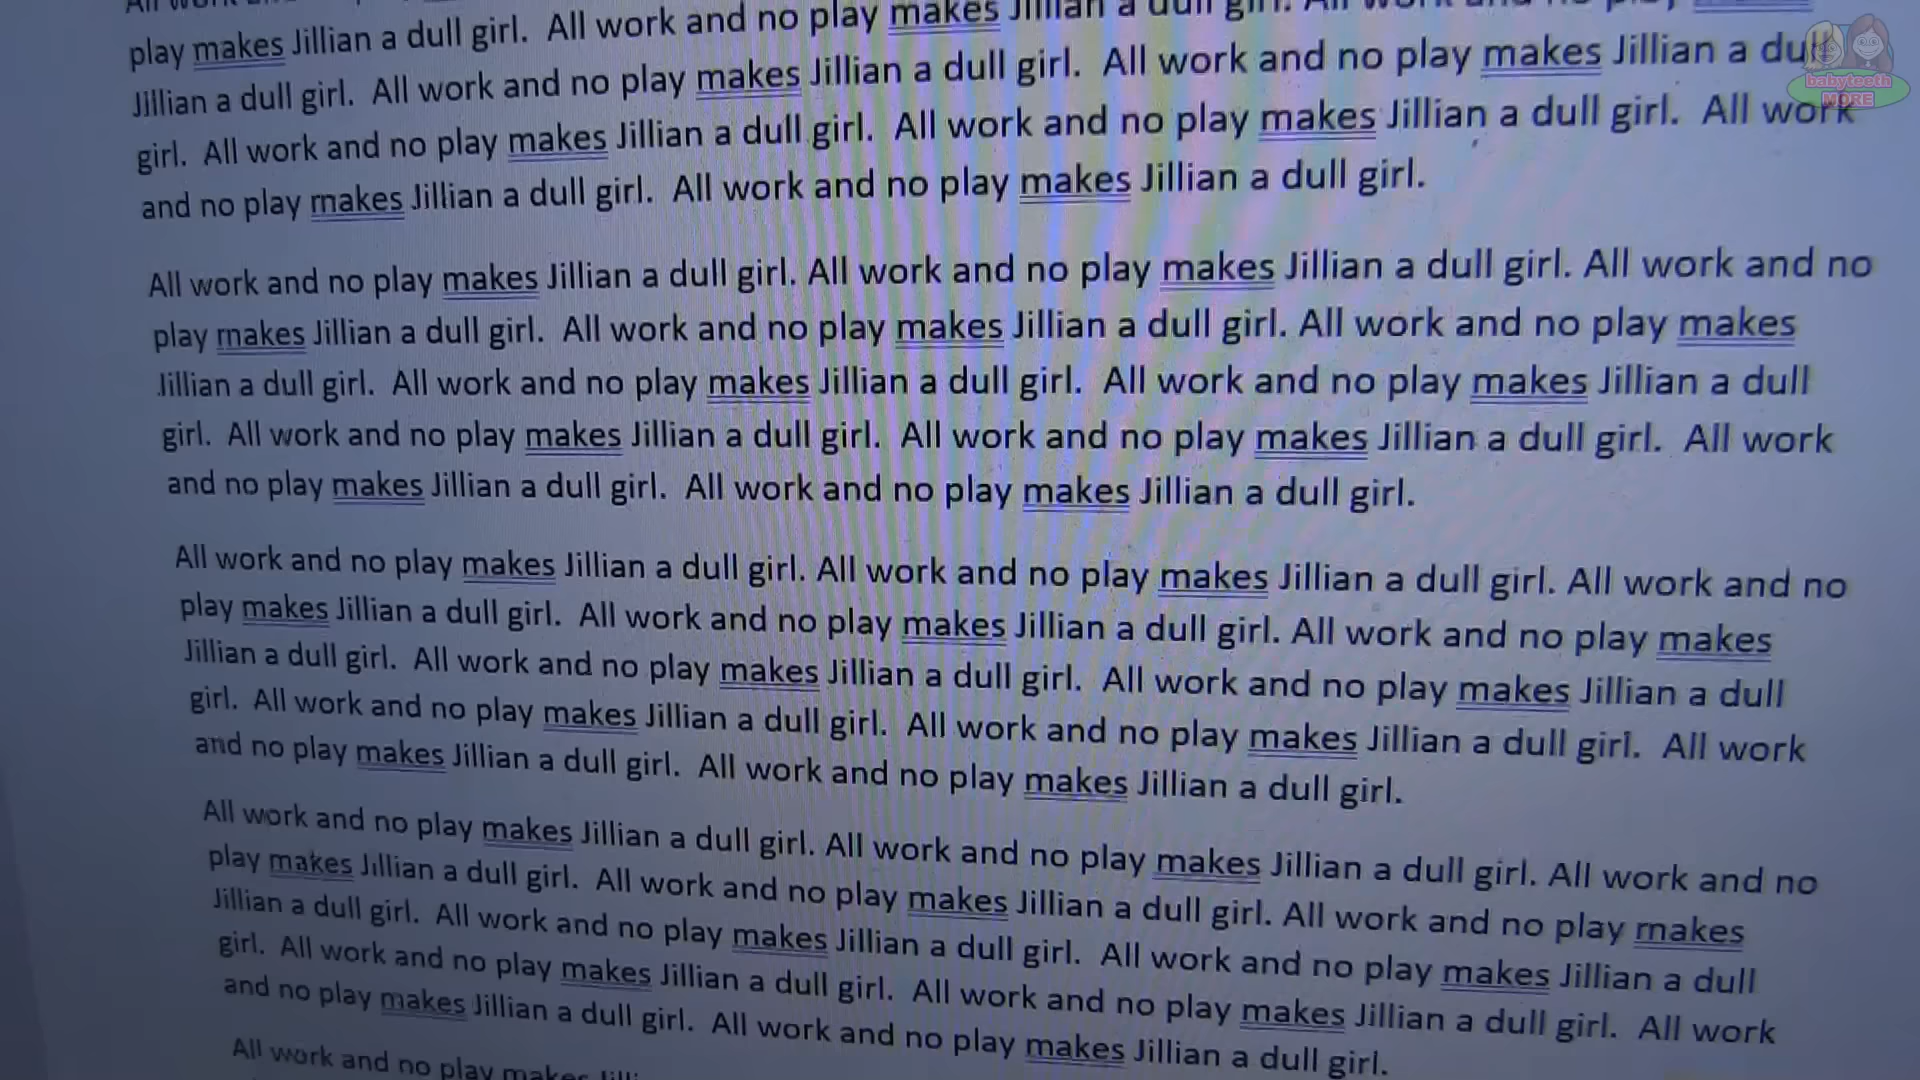 All work and no
play makes Jillian a dull girl.  All work and no play makes Jillian a dull girl. All work and no play
Jillian a dull girl.  All work and no play makes Jillian a dull girl.  All work and no play makes Jillian a dull
girl.  All work and no play makes Jillian a dull girl.  All work and no play makes Jillian a dull girl.  All work
and no play makes Jillian a dull girl.  All work and no play makes Jillian a dull girl.
All work and no play makes Jillian a dull girl. All work and no play makes Jillian a dull girl. All work and no
play makes Jillian a dull girl.  All work and no play makes Jillian a dull girl. All work and no play makes
Jillian a dull girl.  All work and no play makes Jillian a dull girl.  All work and no play makes Jillian a dull
girl.  All work and no play makes Jillian a dull girl.  All work and no play makes Jillian a dull girl.  All work
and no play makes Jillian a dull girl.  All work and no play makes Jillian a dull girl.
All work and no play makes Jillian a dull girl. All work and no play makes Jillian a dull girl. All work and no
play makes Jillian a dull girl.  All work and no play makes Jillian a dull girl. All work and no play makes
Jillian a dull girl.  All work and no play makes Jillian a dull girl.  All work and no play makes Jillian a dull
girl.  All work and no play makes Jillian a dull girl.  All work and no play makes Jillian a dull girl.  All work
and no play makes Jillian a dull girl.  All work and no play makes Jillian a dull girl.
All work and no play makes Jillian a dull girl. All work and no play makes Jillian a dull girl. All work and no
play makes Jillian a dull girl.  All work and no play makes Jillian a dull girl. All work and no play makes
Jillian a dull girl.  All work and no play makes Jillian a dull girl.  All work and no play makes Jillian a dull
girl.  All work and no play makes Jillian a dull girl.  All work and no play makes Jillian a dull girl.  All work
and no play makes Jillian a dull girl.  All work and no play makes Jillian a dull girl.
All work and no play makes
babyteeth
MORE